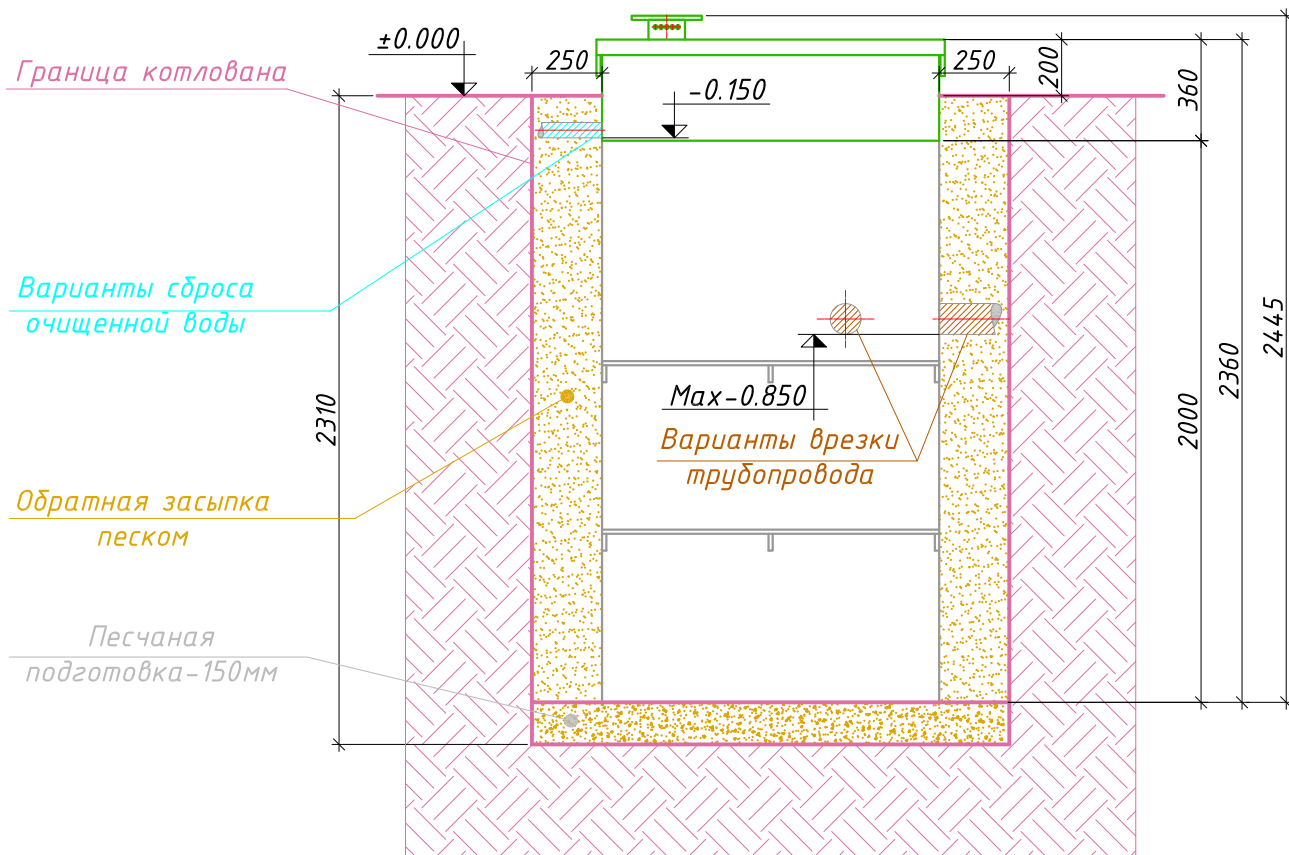 ±0.000
250
-0.150
250
200
360
Граница котлована
Варианты сброса
очищенной воды
2445
2360
2310
Max-0.850
2000
Варианты врезки
трубопровода
Обратная засыпка
песком
Песчаная
подготовка-150мм